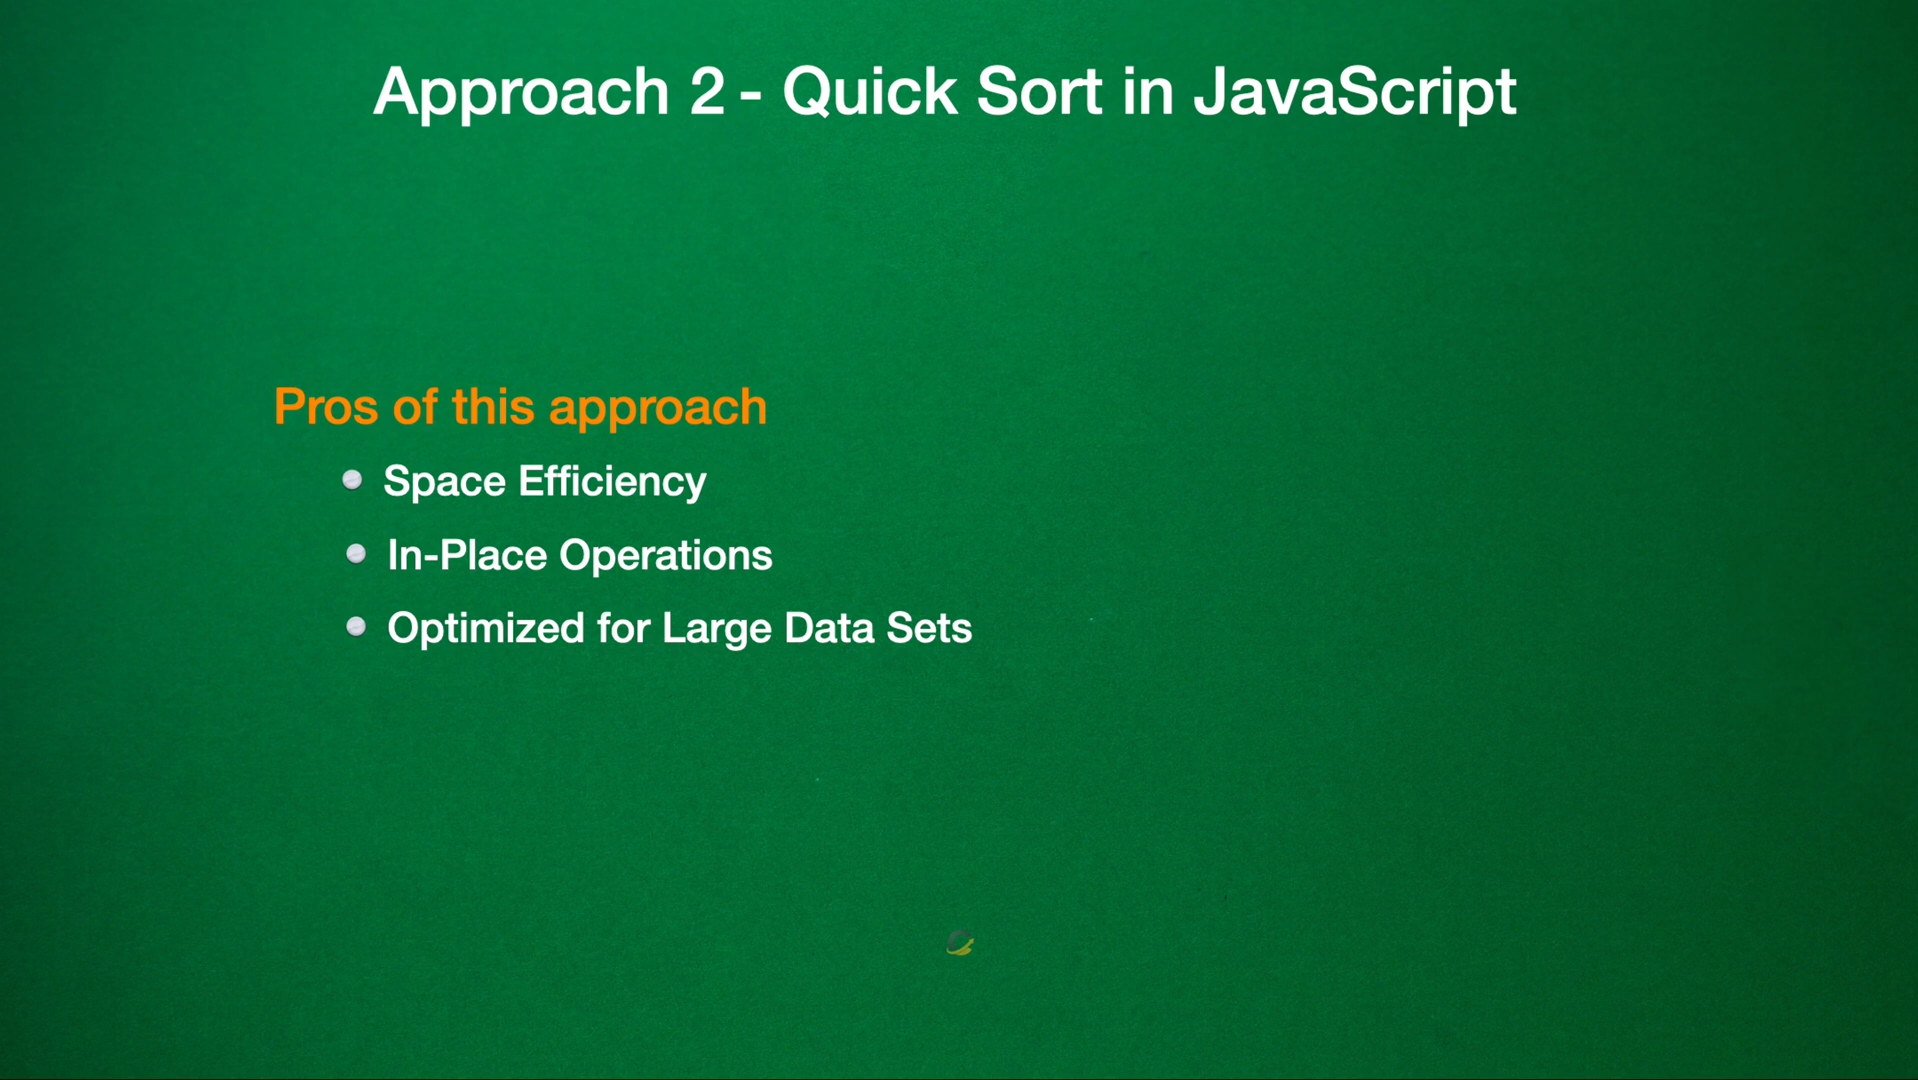 Approach 2 - Quick Sort in JavaScript
Pros of this approach
Space Efficiency
In-Place Operations
Optimized for Large Data Sets